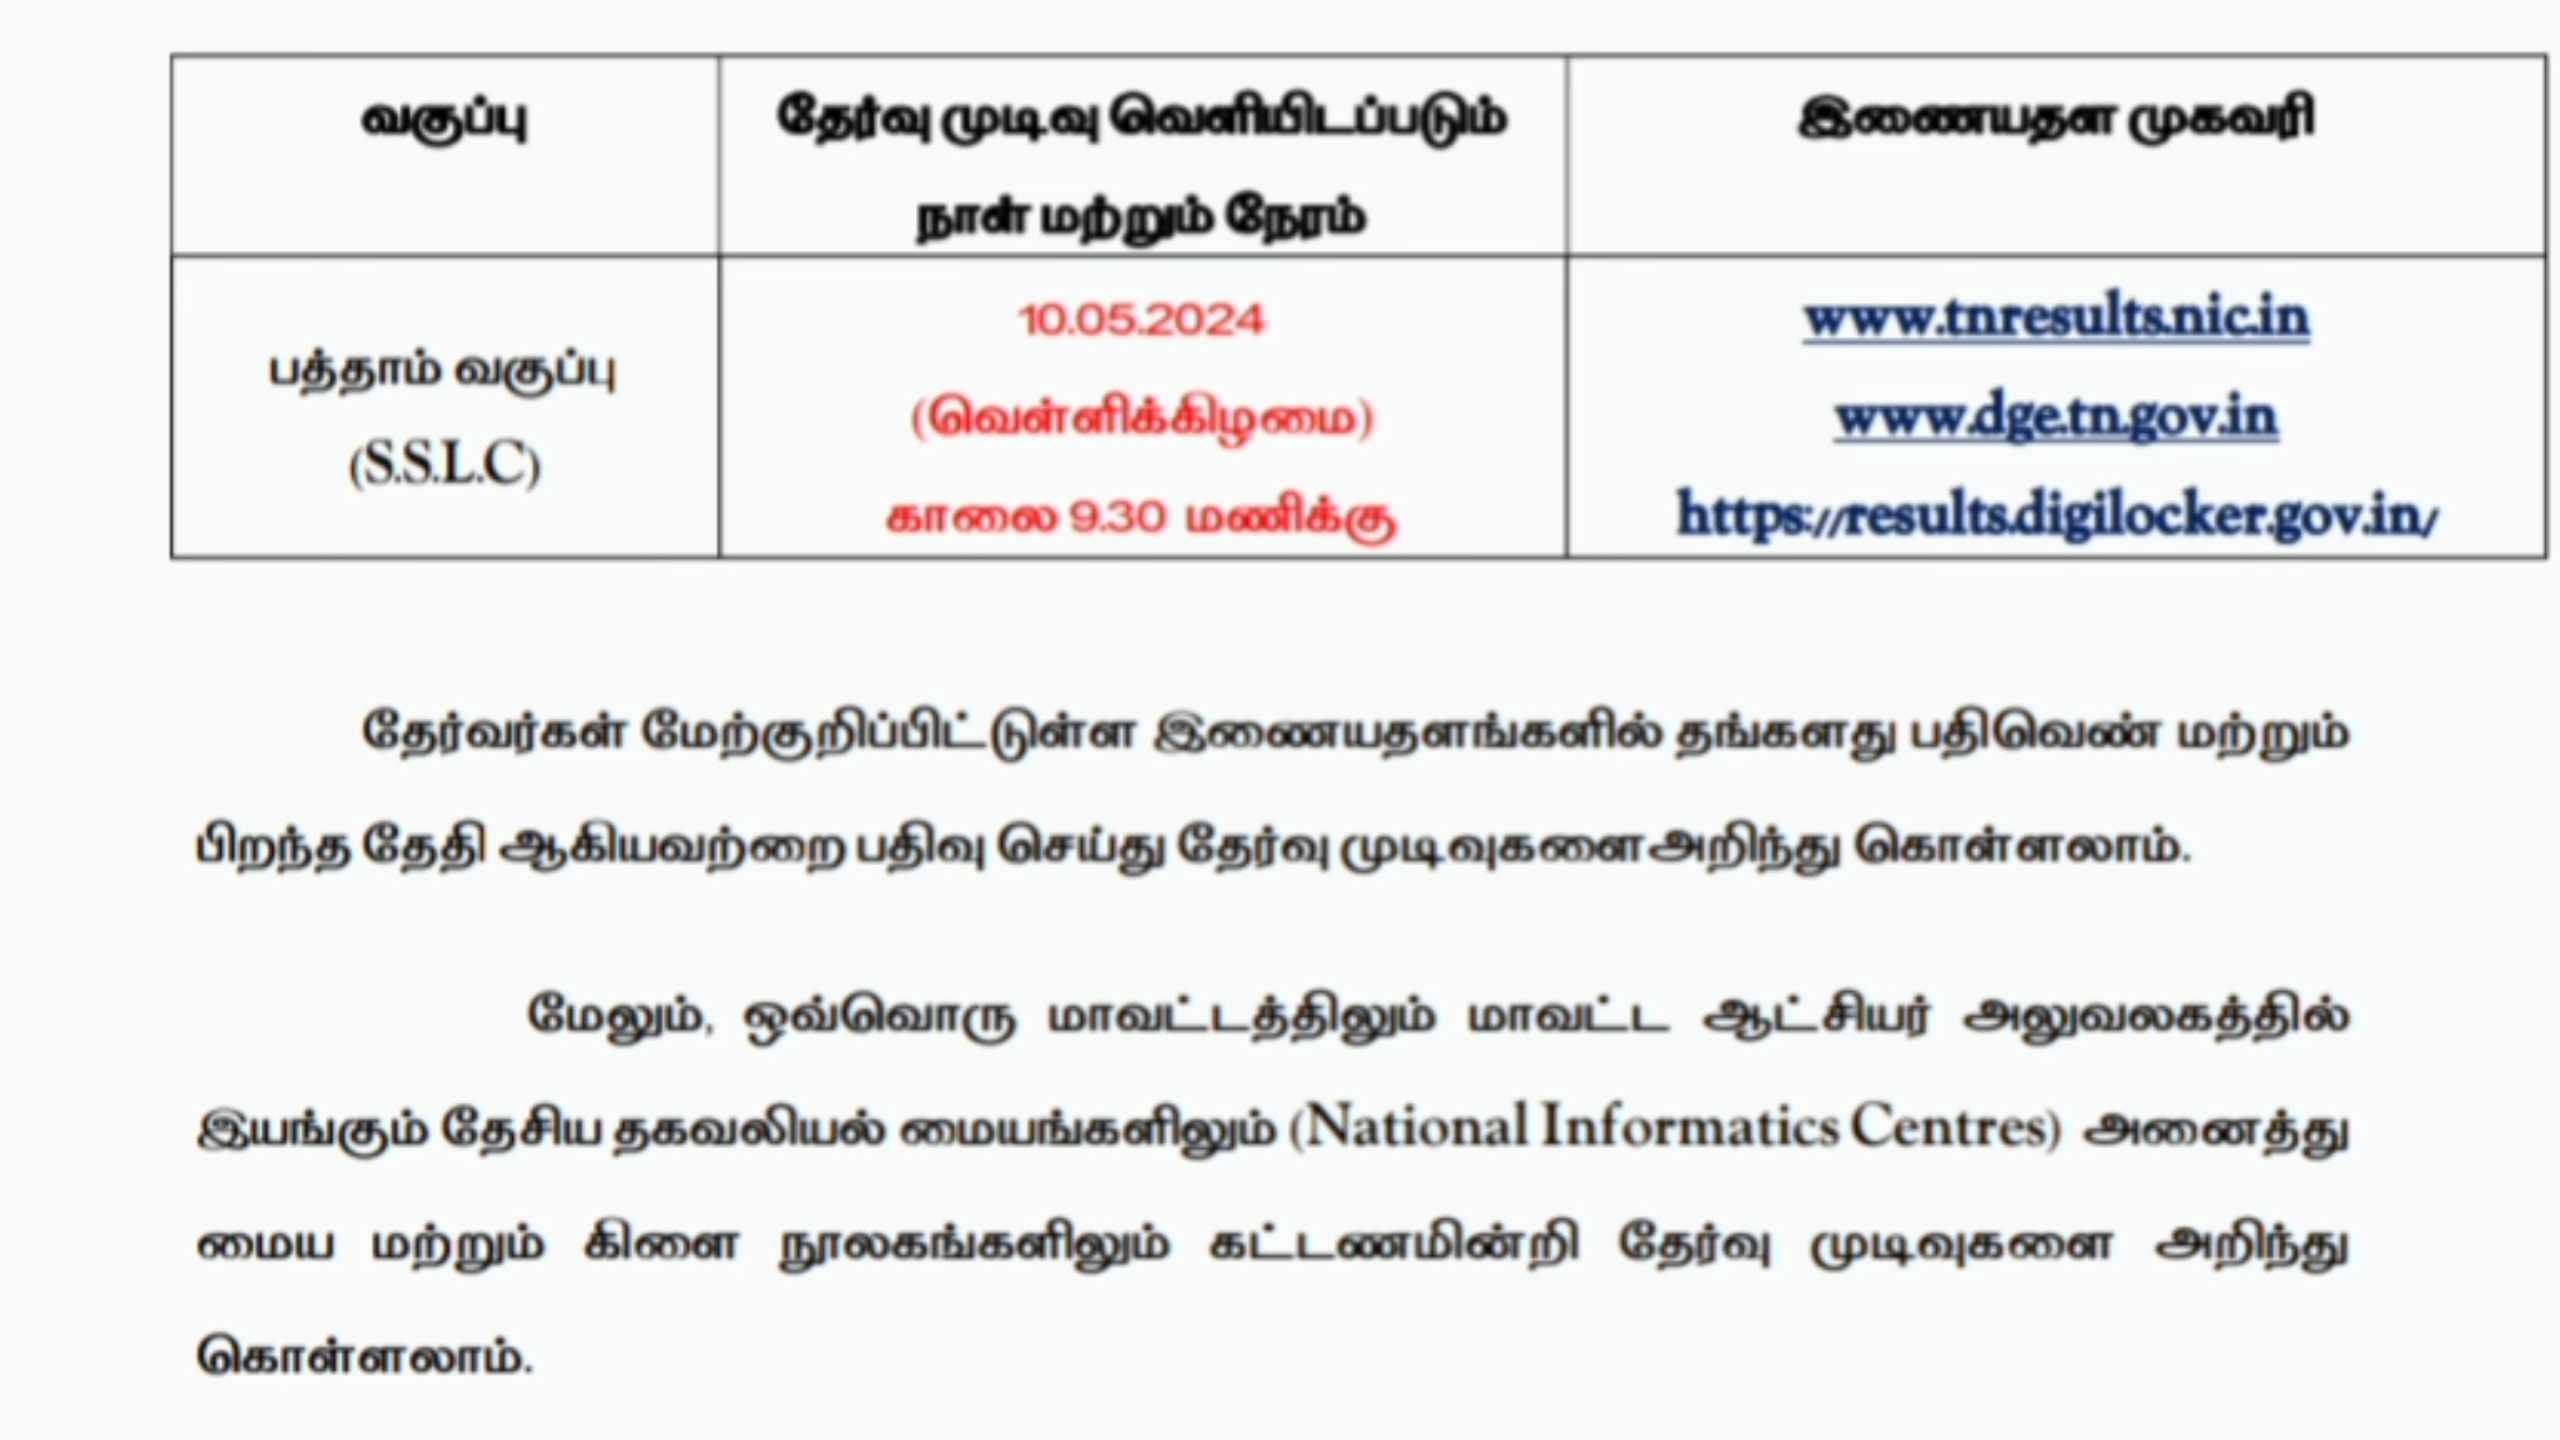 வகுப்பு
தேர்வு முடிவு வெளியிடப்படும்
நாள் மற்றும் நேரம்
இணையதள முகவரி
பத்தாம் வகுப்பு
(S.S.L.C)
10.05.2024
(வெள்ளிக்கிழமை)
காலை 9.30 மணிக்கு
www.tnresults.nic.in
www.dge.tn.gov.in
https://results.digilocker.gov.in/
தேர்வர்கள் மேற்குறிப்பிட்டுள்ள இணையதளங்களில் தங்களது பதிவெண் மற்றும்
பிறந்த தேதி ஆகியவற்றை பதிவு செய்து தேர்வு முடிவுகளைஅறிந்து கொள்ளலாம்.
மேலும், ஒவ்வொரு மாவட்டத்திலும் மாவட்ட ஆட்சியர் அலுவலகத்தில்
இயங்கும் தேசிய தகவலியல் மையங்களிலும் (National Informatics Centres) அனைத்து
மைய மற்றும் கிளை நூலகங்களிலும் கட்டணமின்றி தேர்வு முடிவுகளை அறிந்து
கொள்ளலாம்.